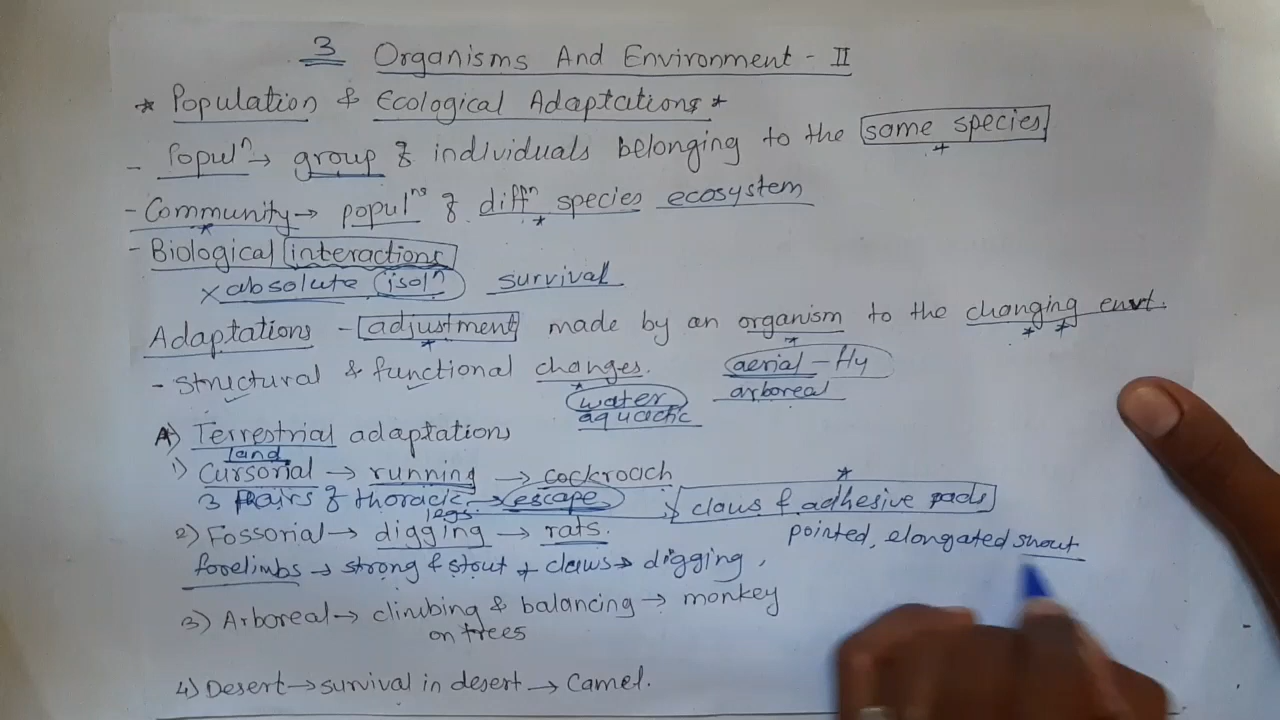 3 Organisms And Environment - II
* Population & Ecological Adaptations *
- Populⁿ → group of individuals belonging to the same species
- Community → populⁿˢ of diffⁿ species ecosystem
- Biological interactions
x absolute isolⁿ survival
Adaptations - adjustment made by an organism to the changing envt.
- structural & functional changes. aerial - fly
water arboreal
aquactic
A) Terrestrial adaptations
land
1) Cursorial → running → cockroach
3 pairs of thoracic legs → escape claws & adhesive pads
2) Fossorial → digging → rats. pointed, elongated snout
forelimbs → strong & stout + claws → digging,
3) Arboreal → climbing & balancing → monkey
on trees
4) Desert → survival in desert → Camel.